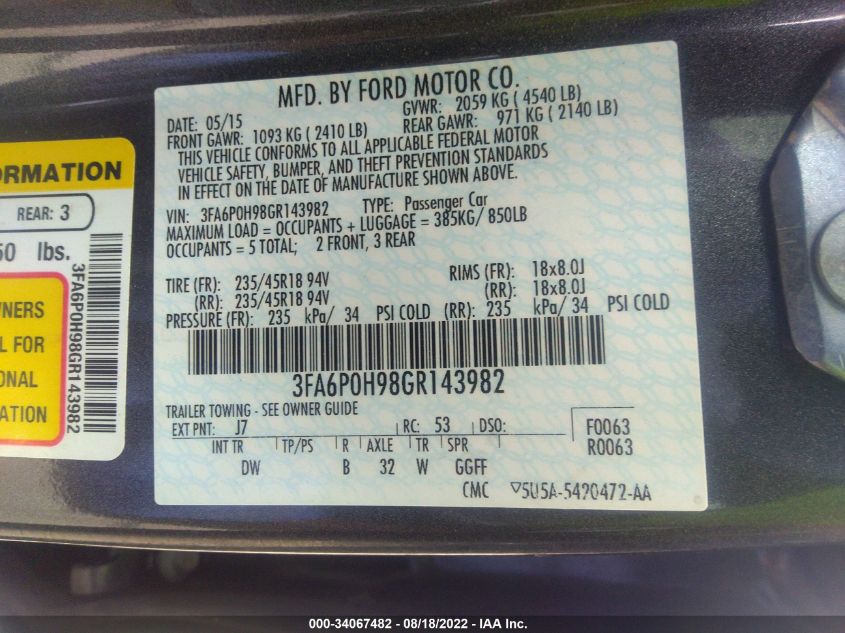 MFD. BY FORD MOTOR CO.
DATE: 05/15 GVWR: 2059 KG ( 4540 LB)
FRONT GAWR: 1093 KG ( 2410 LB) REAR GAWR: 971 KG ( 2140 LB)
THIS VEHICLE CONFORMS TO ALL APPLICABLE FEDERAL MOTOR
VEHICLE SAFETY, BUMPER, AND THEFT PREVENTION STANDARDS
IN EFFECT ON THE DATE OF MANUFACTURE SHOWN ABOVE.
VIN: 3FA6P0H98GR143982 TYPE: Passenger Car
MAXIMUM LOAD = OCCUPANTS + LUGGAGE = 385KG/ 850LB
OCCUPANTS = 5 TOTAL; 2 FRONT, 3 REAR
TIRE (FR): 235/45R18 94V RIMS (FR): 18x8.0J
(RR): 235/45R18 94V (RR): 18x8.0J
PRESSURE (FR): 235 kPa/ 34 PSI COLD (RR): 235 kPa/ 34 PSI COLD
3FA6P0H98GR143982
TRAILER TOWING - SEE OWNER GUIDE
EXT PNT: J7 RC: 53 DSO: F0063
INT TR TP/PS R AXLE TR SPR R0063
DW B 32 W GGFF
CMC ▽5U5A-5420472-AA
ORMATION
REAR: 3
50 lbs.
WNERS
L FOR
ONAL
ATION
3FA6P0H98GR143982
000-34067482 - 08/18/2022 - IAA Inc.